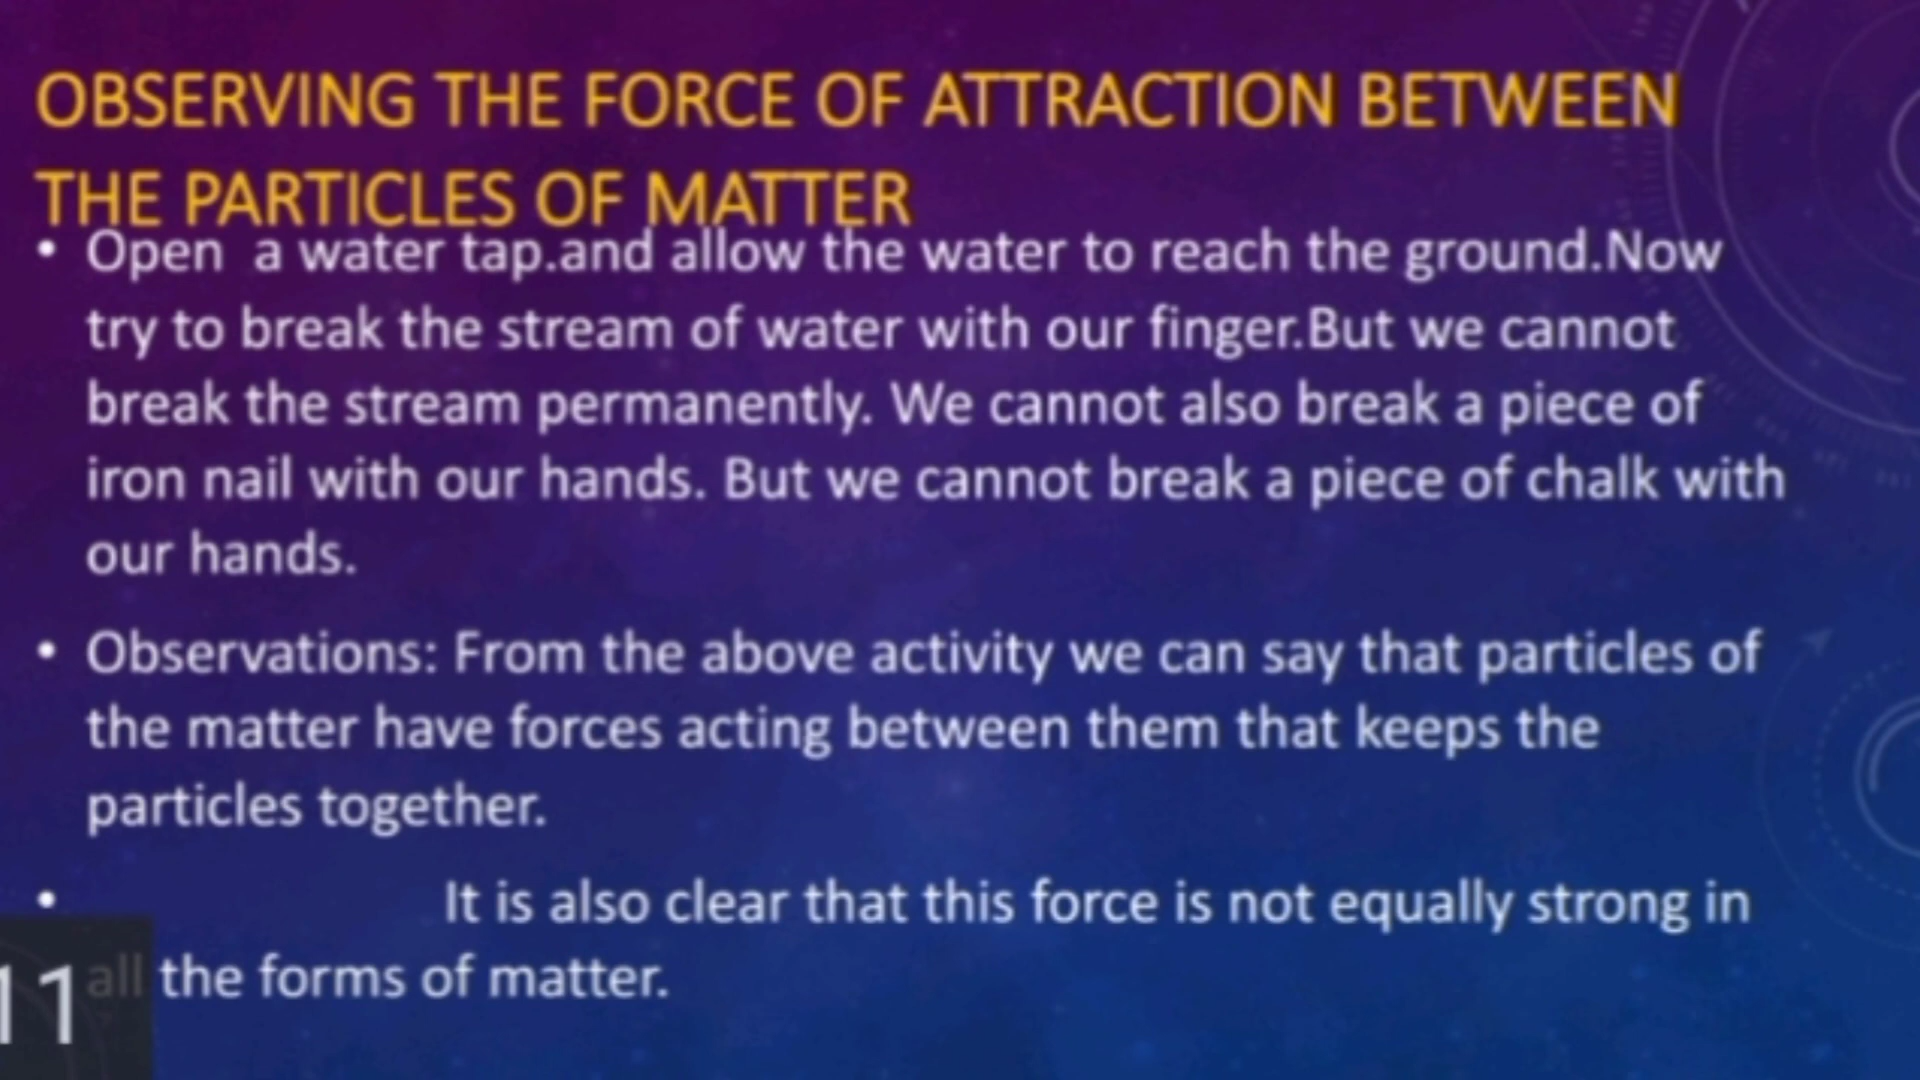 OBSERVING THE FORCE OF ATTRACTION BETWEEN
THE PARTICLES OF MATTER
• Open  a water tap.and allow the water to reach the ground.Now
try to break the stream of water with our finger.But we cannot
break the stream permanently. We cannot also break a piece of
iron nail with our hands. But we cannot break a piece of chalk with
our hands.
• Observations: From the above activity we can say that particles of
the matter have forces acting between them that keeps the
particles together.
• It is also clear that this force is not equally strong in
all the forms of matter.
11